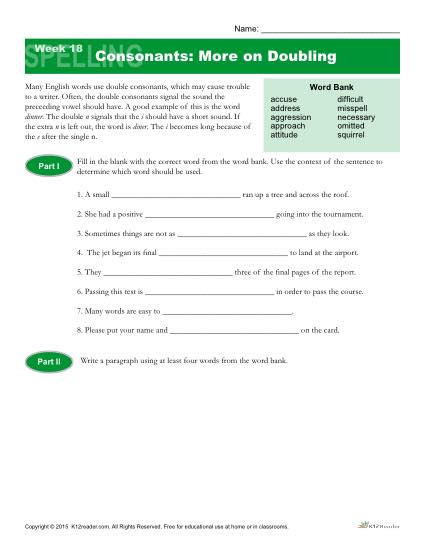 Name: ______________________________
Week 18
SPELLING
Consonants: More on Doubling
Many English words use double consonants, which may cause trouble
to a writer. Often, the double consonants signal the sound the
preceeding vowel should have. A good example of this is the word
dinner. The double n signals that the i should have a short sound. If
the extra n is left out, the word is diner. The i becomes long because of
the e after the single n.
Word Bank
accuse difficult
address misspell
aggression necessary
approach omitted
attitude squirrel
Part I
Fill in the blank with the correct word from the word bank. Use the context of the sentence to
determine which word should be used.
1. A small ______________________________ ran up a tree and across the roof.
2. She had a positive ______________________________ going into the tournament.
3. Sometimes things are not as ______________________________ as they look.
4. The jet began its final ______________________________ to land at the airport.
5. They ______________________________ three of the final pages of the report.
6. Passing this test is ______________________________ in order to pass the course.
7. Many words are easy to ______________________________.
8. Please put your name and ______________________________ on the card.
Part II
Write a paragraph using at least four words from the word bank.
Copyright © 2015 K12reader.com. All Rights Reserved. Free for educational use at home or in classrooms.
K12Reader